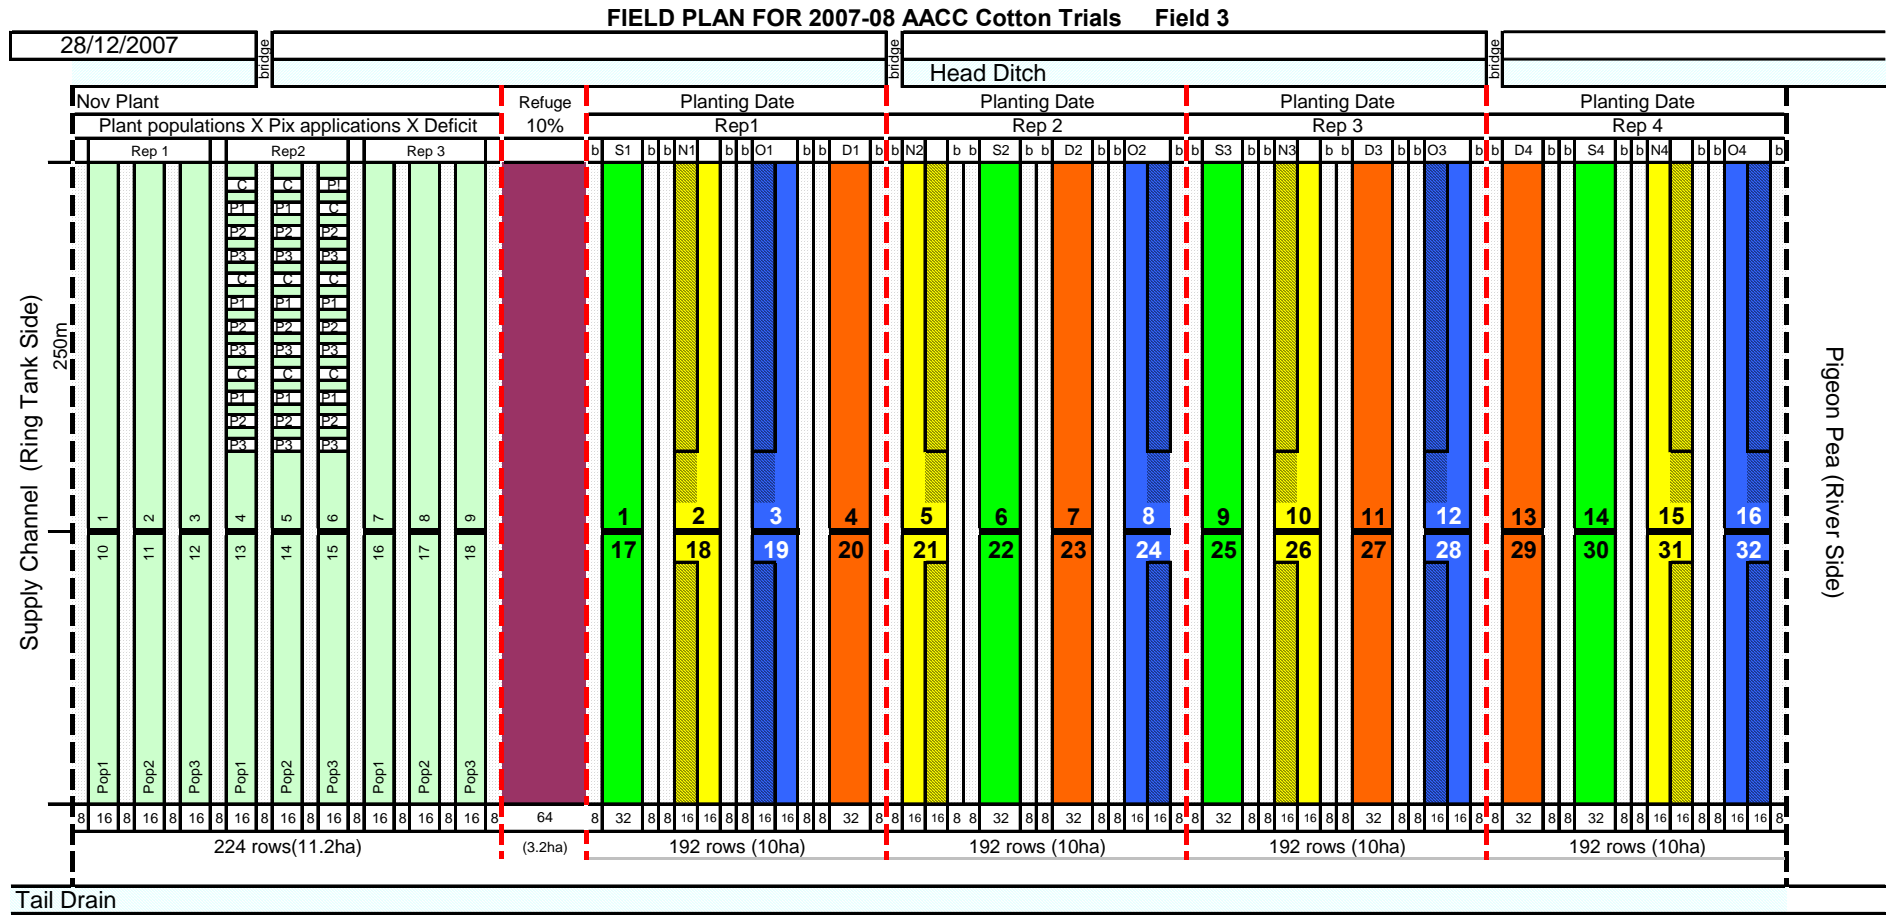 FIELD PLAN FOR 2007-08 AACC Cotton Trials Field 3
28/12/2007
bridge bridge bridge
Head Ditch
Nov Plant Refuge Planting Date Planting Date Planting Date Planting Date
Plant populations X Pix applications X Deficit 10% Rep1 Rep 2 Rep 3 Rep 4
Rep 1 Rep2 Rep 3 b S1 b b N1 b b O1 b b D1 b b N2 b b S2 b b D2 b b O2 b b S3 b b N3 b b D3 b b O3 b b D4 b b S4 b b N4 b b O4 b
C C P!
P1 P1 C
P2 P2 P2
P3 P3 P3
C C C
P1 P1 P1
P2 P2 P2
P3 P3 P3
C C C
P1 P1 P1
P2 P2 P2
P3 P3 P3
Supply Channel (Ring Tank Side)
250m
Pigeon Pea (River Side)
1 2 3 4 5 6 7 8 9 1 2 3 4 5 6 7 8 9 10 11 12 13 14 15 16
10 11 12 13 14 15 16 17 18 17 18 19 20 21 22 23 24 25 26 27 28 29 30 31 32
Pop1 Pop2 Pop3 Pop1 Pop2 Pop3 Pop1 Pop2 Pop3
8 16 8 16 8 16 8 16 8 16 8 16 8 16 8 16 8 16 8 64 8 32 8 8 16 16 8 8 16 16 8 8 32 8 8 16 16 8 8 32 8 8 32 8 8 16 16 8 8 32 8 8 16 16 8 8 32 8 8 16 16 8 8 32 8 8 32 8 8 16 16 8 8 16 16 8
224 rows(11.2ha) (3.2ha) 192 rows (10ha) 192 rows (10ha) 192 rows (10ha) 192 rows (10ha)
Tail Drain